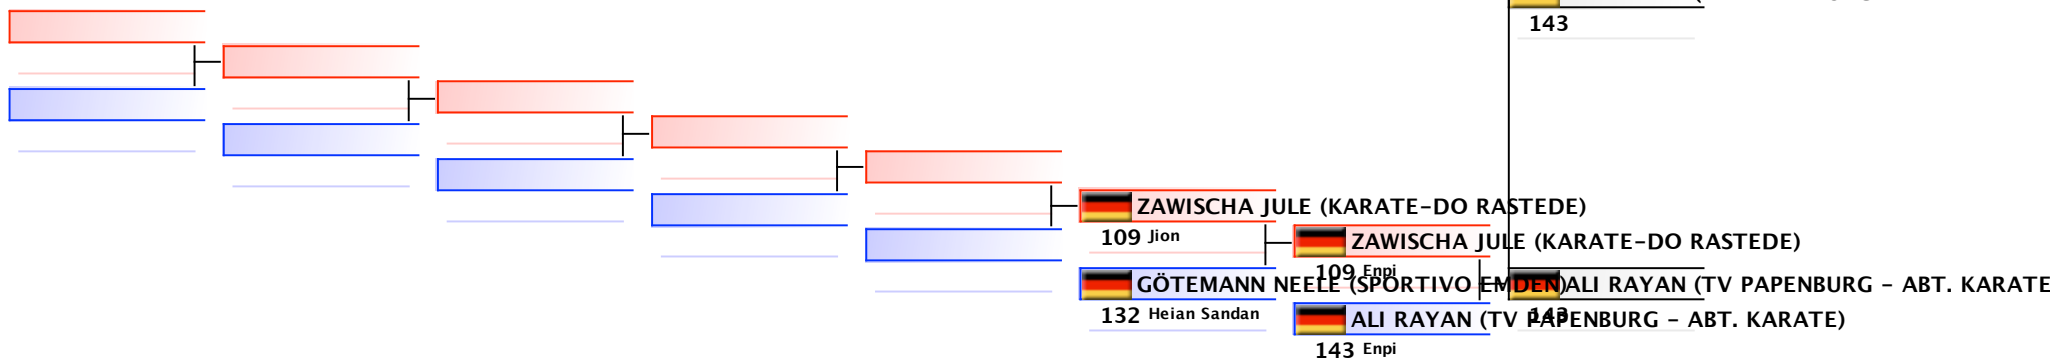 143
ZAWISCHA JULE (KARATE-DO RASTEDE)
109 Jion
ZAWISCHA JULE (KARATE-DO RASTEDE)
109 Enpi
GÖTEMANN NEELE (SPORTIVO EMDEN)
ALI RAYAN (TV PAPENBURG - ABT. KARATE
132 Heian Sandan
143
ALI RAYAN (TV PAPENBURG - ABT. KARATE)
143 Enpi